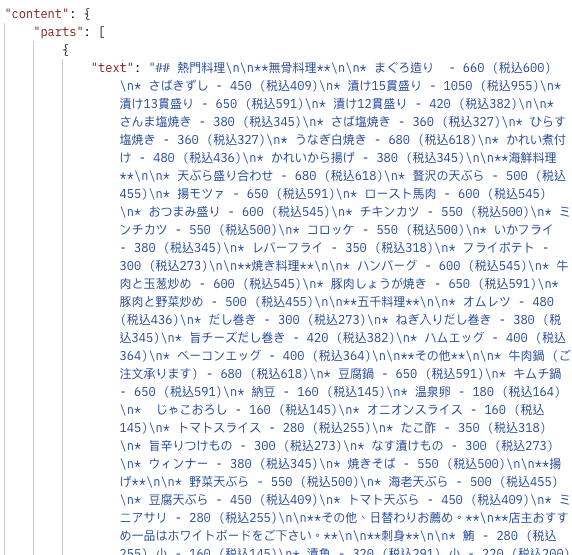 "content": {
"parts": [
{
"text": "## 熱門料理\n\n**無骨料理**\n\n* まぐろ造り  - 660 (税込600)
\n* さばきずし - 450 (税込409)\n* 漬け15貫盛り - 1050 (税込955)\n*
漬け13貫盛り - 650 (税込591)\n* 漬け12貫盛り - 420 (税込382)\n\n*
さんま塩焼き - 380 (税込345)\n* さば塩焼き - 360 (税込327)\n* ひらす
塩焼き - 360 (税込327)\n* うなぎ白焼き - 680 (税込618)\n* かれい煮付
け - 480 (税込436)\n* かれいから揚げ - 380 (税込345)\n\n**海鮮料理
**\n\n* 天ぷら盛り合わせ - 680 (税込618)\n* 贅沢の天ぷら - 500 (税込
455)\n* 揚モツァ - 650 (税込591)\n* ロースト馬肉 - 600 (税込545)
\n* おつまみ盛り - 600 (税込545)\n* チキンカツ - 550 (税込500)\n* ミ
ンチカツ - 550 (税込500)\n* コロッケ - 550 (税込500)\n* いかフライ
- 380 (税込345)\n* レバーフライ - 350 (税込318)\n* フライポテト -
300 (税込273)\n\n**焼き料理**\n\n* ハンバーグ - 600 (税込545)\n* 牛
肉と玉葱炒め - 600 (税込545)\n* 豚肉しょうが焼き - 650 (税込591)\n*
豚肉と野菜炒め - 500 (税込455)\n\n**五千料理**\n\n* オムレツ - 480
(税込436)\n* だし巻き - 300 (税込273)\n* ねぎ入りだし巻き - 380 (税
込345)\n* 旨チーズだし巻き - 420 (税込382)\n* ハムエッグ - 400 (税込
364)\n* ベーコンエッグ - 400 (税込364)\n\n**その他**\n\n* 牛肉鍋 (ご
注文承ります) - 680 (税込618)\n* 豆腐鍋 - 650 (税込591)\n* キムチ鍋
- 650 (税込591)\n* 納豆 - 160 (税込145)\n* 温泉卵 - 180 (税込164)
\n*  じゃこおろし - 160 (税込145)\n* オニオンスライス - 160 (税込
145)\n* トマトスライス - 280 (税込255)\n* たこ酢 - 350 (税込318)
\n* 旨辛りつけもの - 300 (税込273)\n* なす漬けもの - 300 (税込273)
\n* ウィンナー - 380 (税込345)\n* 焼きそば - 550 (税込500)\n\n**揚
げ**\n\n* 野菜天ぷら - 550 (税込500)\n* 海老天ぷら - 500 (税込455)
\n* 豆腐天ぷら - 450 (税込409)\n* トマト天ぷら - 450 (税込409)\n* ミ
ニアサリ - 280 (税込255)\n\n**その他、日替わりお薦め。**\n\n**店主おすす
め一品はホワイトボードをご下さい。**\n\n**刺身**\n\n* 鮪 - 280 (税込
255) 小 - 160 (税込145)\n* 漬魚 - 320 (税込291) 小 - 220 (税込200)